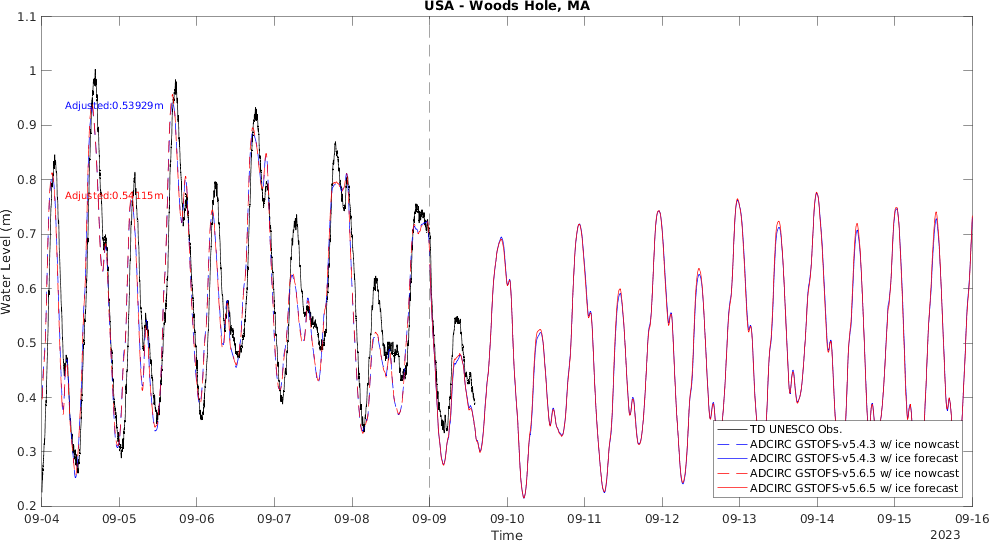 USA - Woods Hole, MA
1.1
1
0.9
0.8
0.7
0.6
0.5
0.4
0.3
0.2
Water Level (m)
Adjusted:0.53929m
Adjusted:0.54115m
TD UNESCO Obs.
ADCIRC GSTOFS-v5.4.3 w/ ice nowcast
ADCIRC GSTOFS-v5.4.3 w/ ice forecast
ADCIRC GSTOFS-v5.6.5 w/ ice nowcast
ADCIRC GSTOFS-v5.6.5 w/ ice forecast
09-04 09-05 09-06 09-07 09-08 09-09 09-10 09-11 09-12 09-13 09-14 09-15 09-16
Time
2023